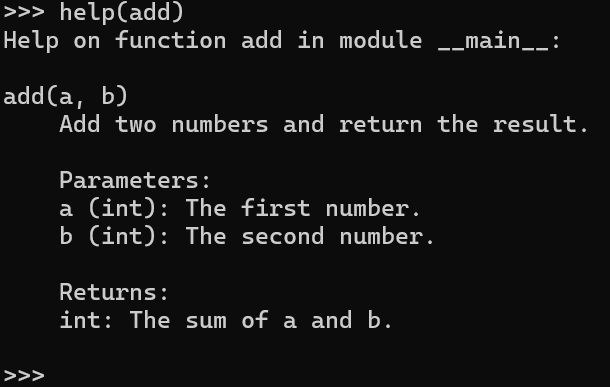 >>> help(add)
Help on function add in module __main__:

add(a, b)
    Add two numbers and return the result.

    Parameters:
    a (int): The first number.
    b (int): The second number.

    Returns:
    int: The sum of a and b.

>>>